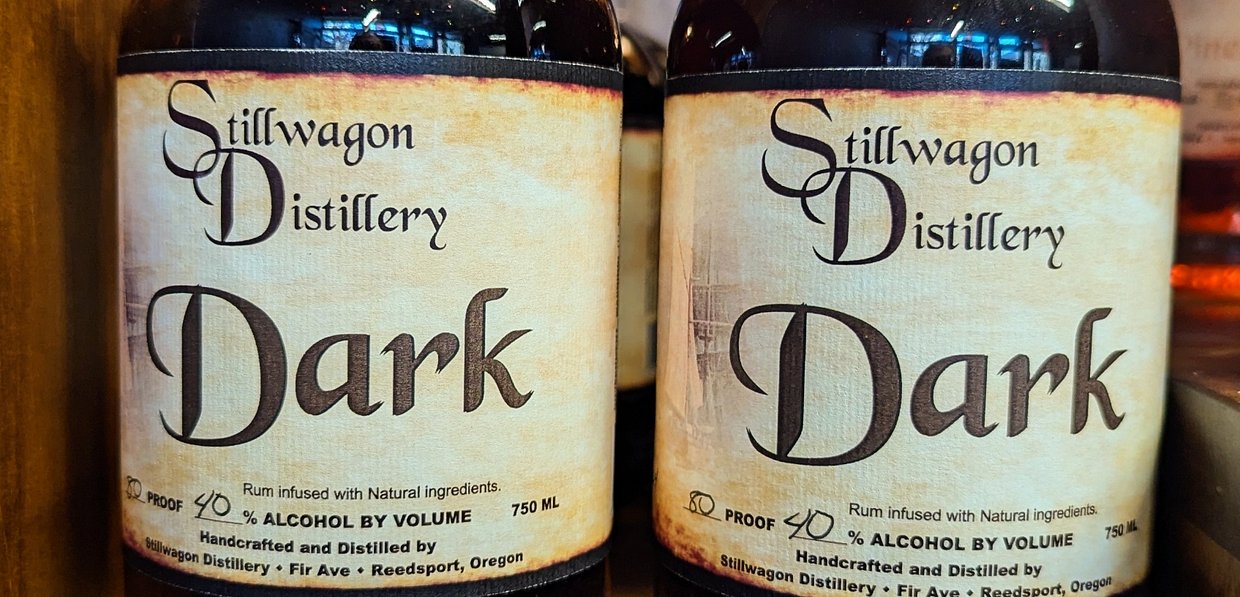 Stillwagon
Distillery
Dark
Rum infused with Natural ingredients.
80 PROOF 40 % ALCOHOL BY VOLUME 750 ML
Handcrafted and Distilled by
Stillwagon Distillery • Fir Ave • Reedsport, Oregon
Stillwagon
Distillery
Dark
Rum infused with Natural ingredients.
80 PROOF 40 % ALCOHOL BY VOLUME 750 ML
Handcrafted and Distilled by
Stillwagon Distillery • Fir Ave • Reedsport, Oregon